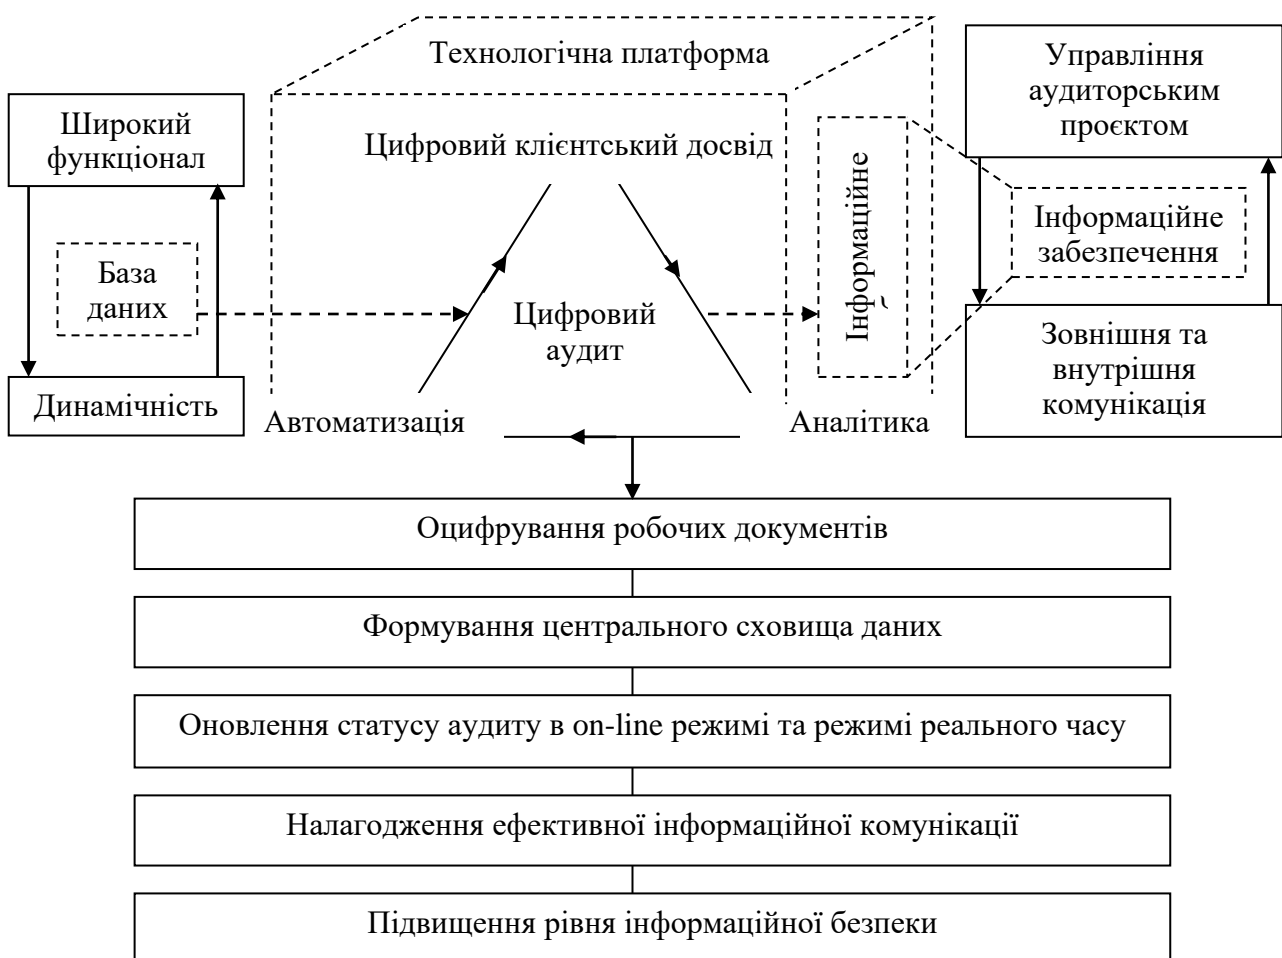 Технологічна платформа
Управління
аудиторським
проєктом
Широкий
функціонал
Цифровий клієнтський досвід
Інформаційне
Інформаційне
забезпечення
База
даних
Цифровий
аудит
Зовнішня та
внутрішня
комунікація
Динамічність
Автоматизація
Аналітика
Оцифрування робочих документів
Формування центрального сховища даних
Оновлення статусу аудиту в on-line режимі та режимі реального часу
Налагодження ефективної інформаційної комунікації
Підвищення рівня інформаційної безпеки